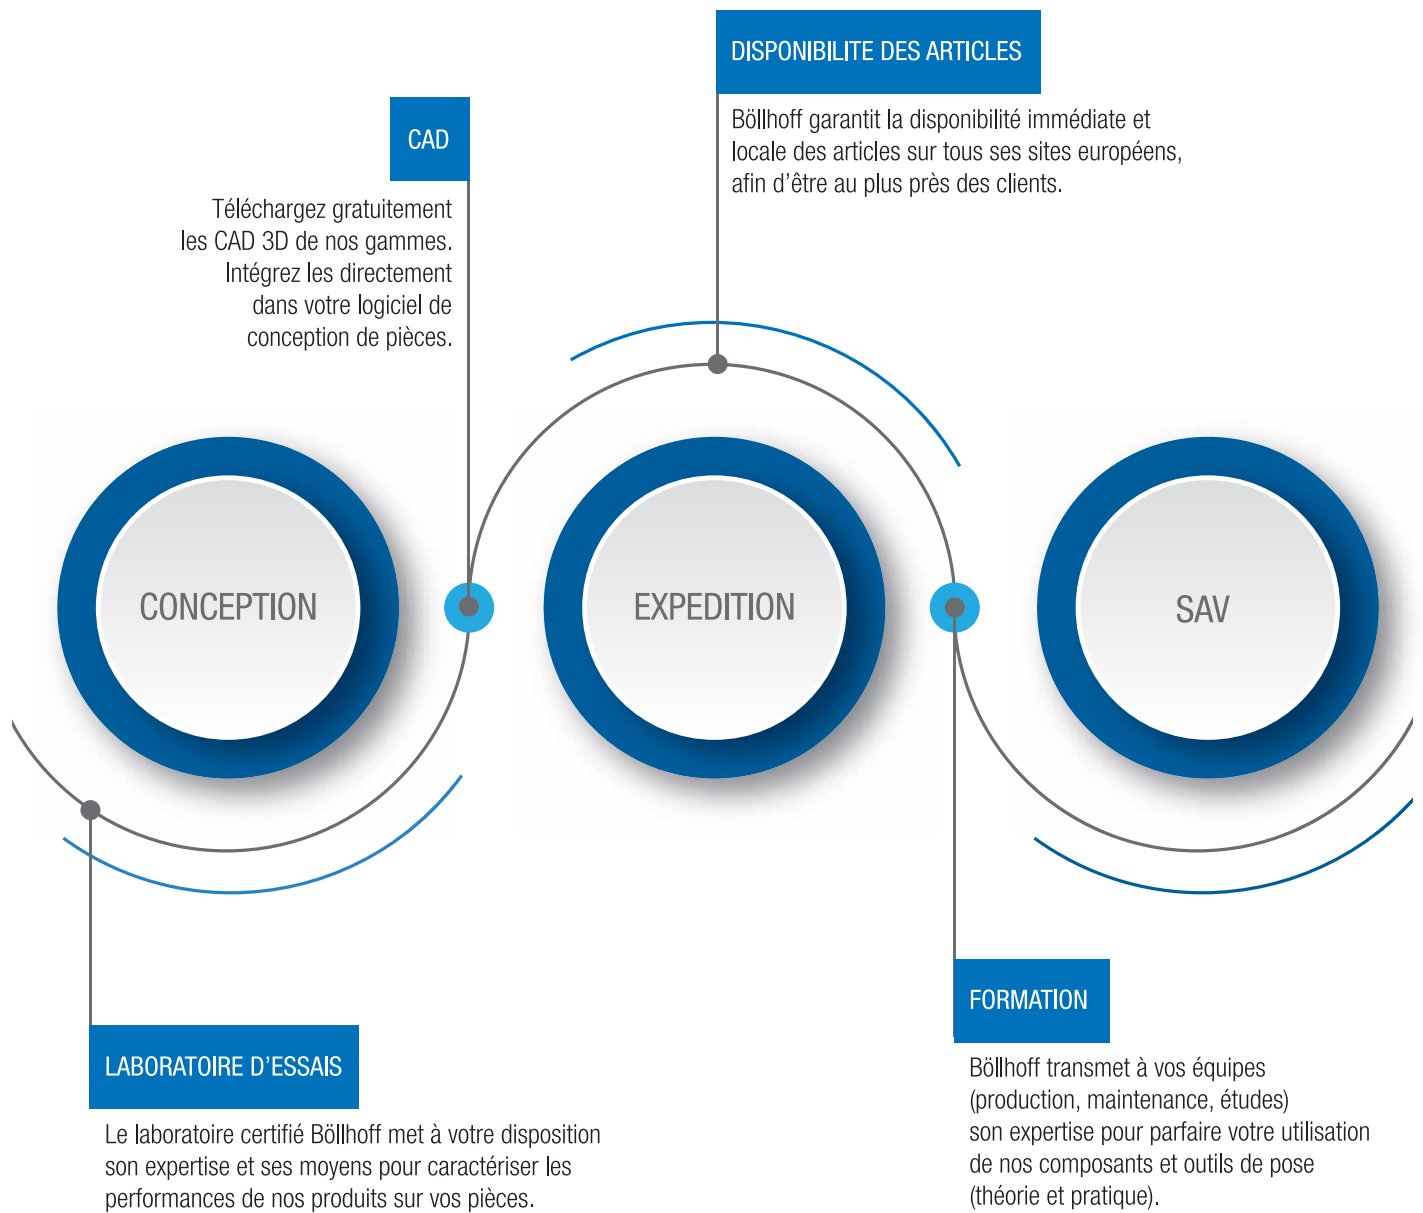 DISPONIBILITE DES ARTICLES
Böllhoff garantit la disponibilité immédiate et
locale des articles sur tous ses sites européens,
afin d'être au plus près des clients.
CAD
Téléchargez gratuitement
les CAD 3D de nos gammes.
Intégrez les directement
dans votre logiciel de
conception de pièces.
CONCEPTION
EXPEDITION
SAV
LABORATOIRE D'ESSAIS
Le laboratoire certifié Böllhoff met à votre disposition
son expertise et ses moyens pour caractériser les
performances de nos produits sur vos pièces.
FORMATION
Böllhoff transmet à vos équipes
(production, maintenance, études)
son expertise pour parfaire votre utilisation
de nos composants et outils de pose
(théorie et pratique).